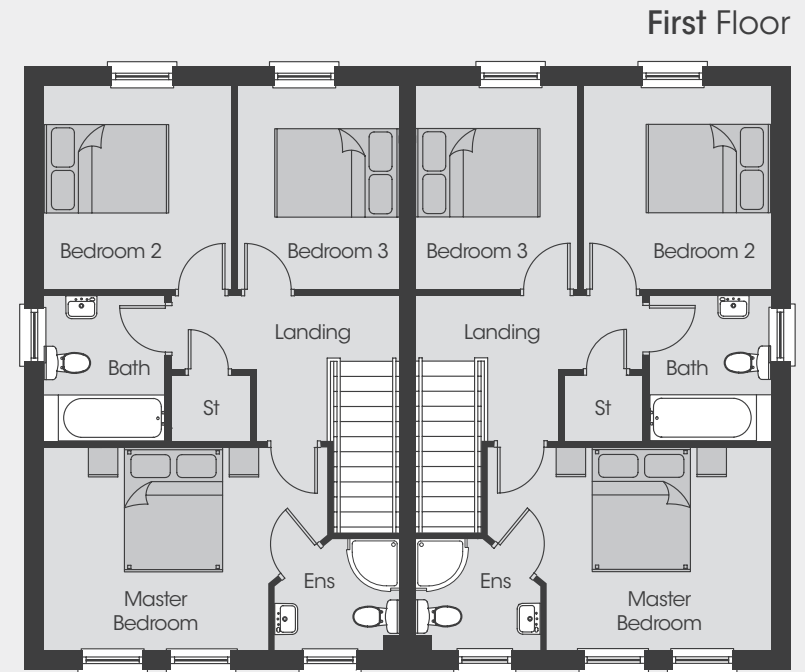 First Floor
Bedroom 2
Bedroom 3
Bedroom 3
Bedroom 2
Landing
Landing
Bath
Bath
St
St
Ens
Ens
Master
Bedroom
Master
Bedroom